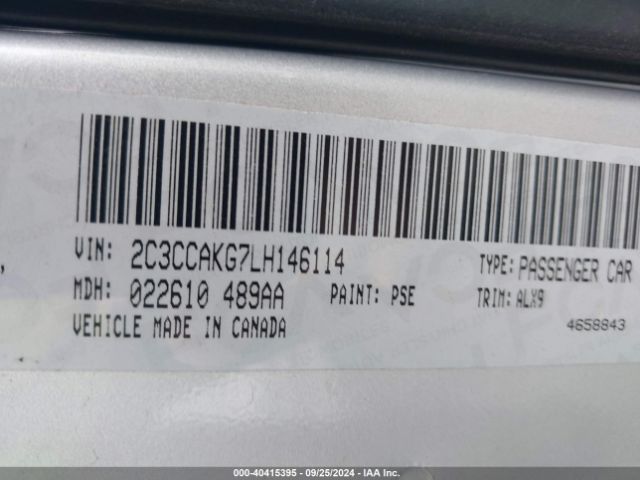 VIN: 2C3CCAKG7LH146114 TYPE: PASSENGER CAR
MDH: 022610 489AA PAINT: PSE TRIM: ALX9
VEHICLE MADE IN CANADA 4658843
000-40415395 - 09/25/2024 - IAA Inc.